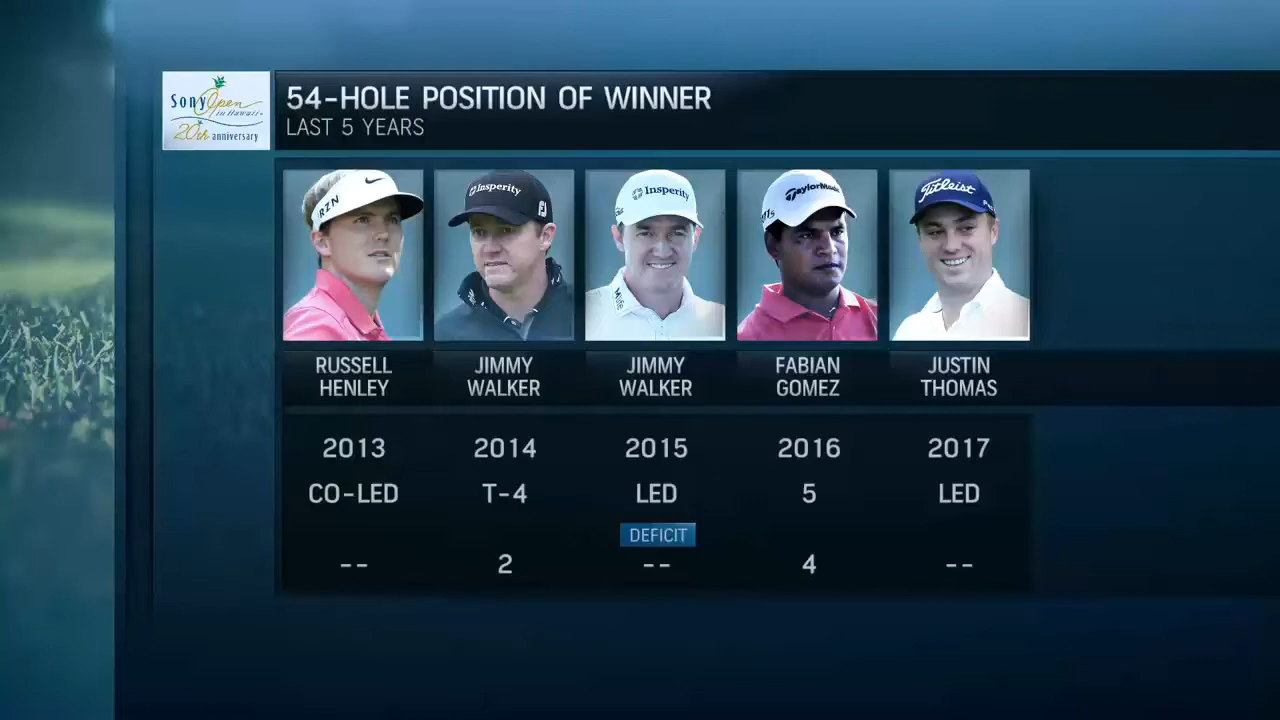 Sony Open
in Hawaii
20th anniversary
54-HOLE POSITION OF WINNER
LAST 5 YEARS
RZN
Insperity
FJ
Insperity
TaylorMade
Titleist
RUSSELL HENLEY
JIMMY WALKER
JIMMY WALKER
FABIAN GOMEZ
JUSTIN THOMAS
2013 2014 2015 2016 2017
CO-LED T-4 LED 5 LED
DEFICIT
-- 2 -- 4 --